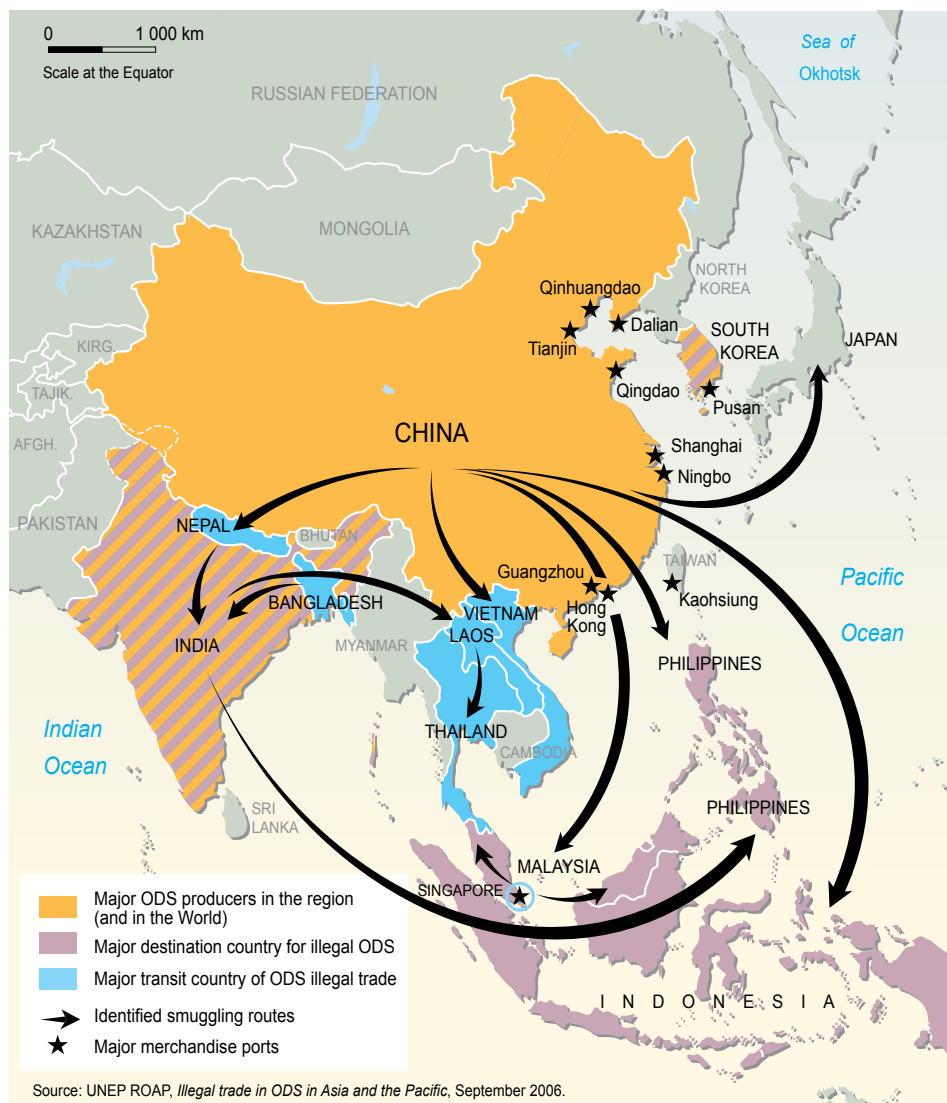 0 1 000 km
Scale at the Equator
Sea of
Okhotsk
RUSSIAN FEDERATION
KAZAKHSTAN
MONGOLIA
NORTH
KOREA
Qinhuangdao
Dalian
Tianjin
SOUTH
KOREA
JAPAN
KIRG.
TAJIK.
Qingdao
Pusan
AFGH.
CHINA
Shanghai
Ningbo
PAKISTAN
NEPAL
BHUTAN
TAIWAN
Guangzhou
Kaohsiung
Pacific
Ocean
BANGLADESH
VIETNAM
Hong
Kong
LAOS
INDIA
MYANMAR
PHILIPPINES
Indian
Ocean
THAILAND
CAMBODIA
SRI
LANKA
PHILIPPINES
MALAYSIA
SINGAPORE
INDONESIA
Major ODS producers in the region
(and in the World)
Major destination country for illegal ODS
Major transit country of ODS illegal trade
Identified smuggling routes
Major merchandise ports
Source: UNEP ROAP, Illegal trade in ODS in Asia and the Pacific, September 2006.